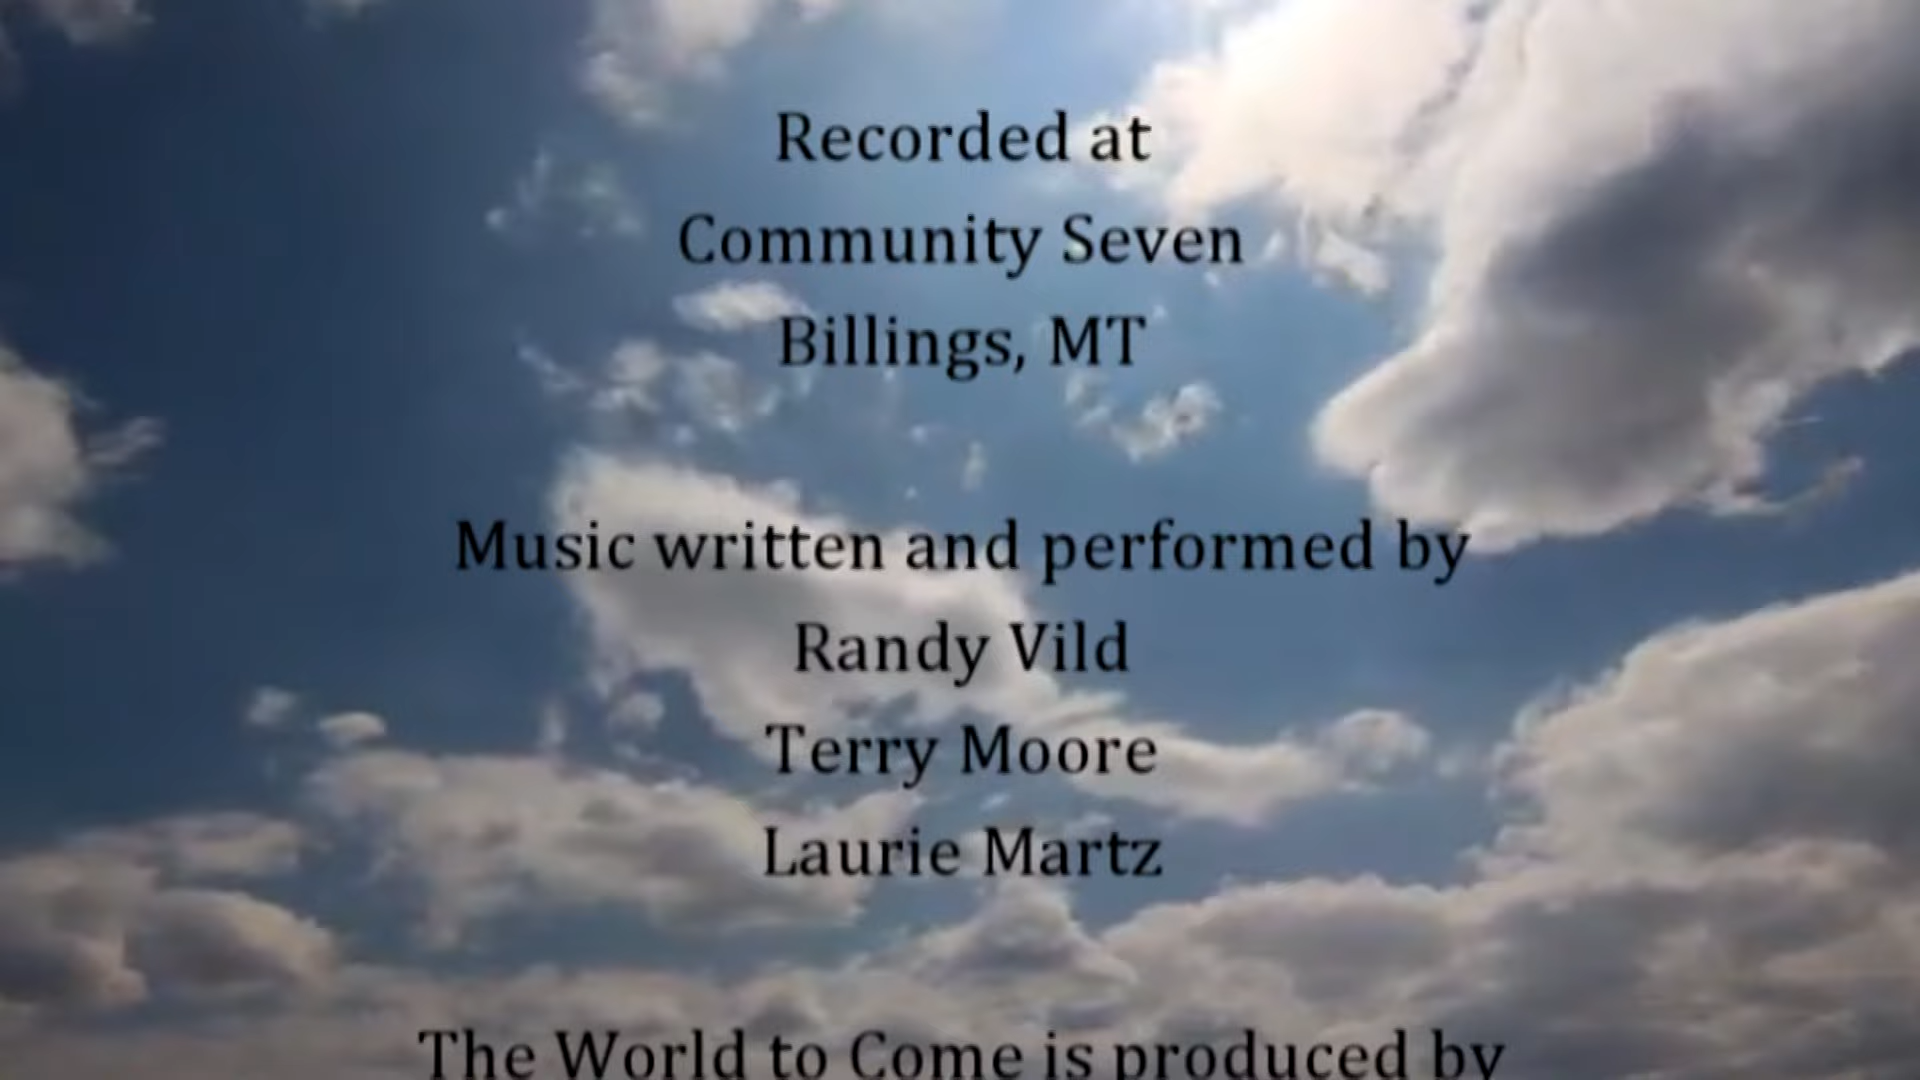 Recorded at
Community Seven
Billings, MT
Music written and performed by
Randy Vild
Terry Moore
Laurie Martz
The World to Come is produced by